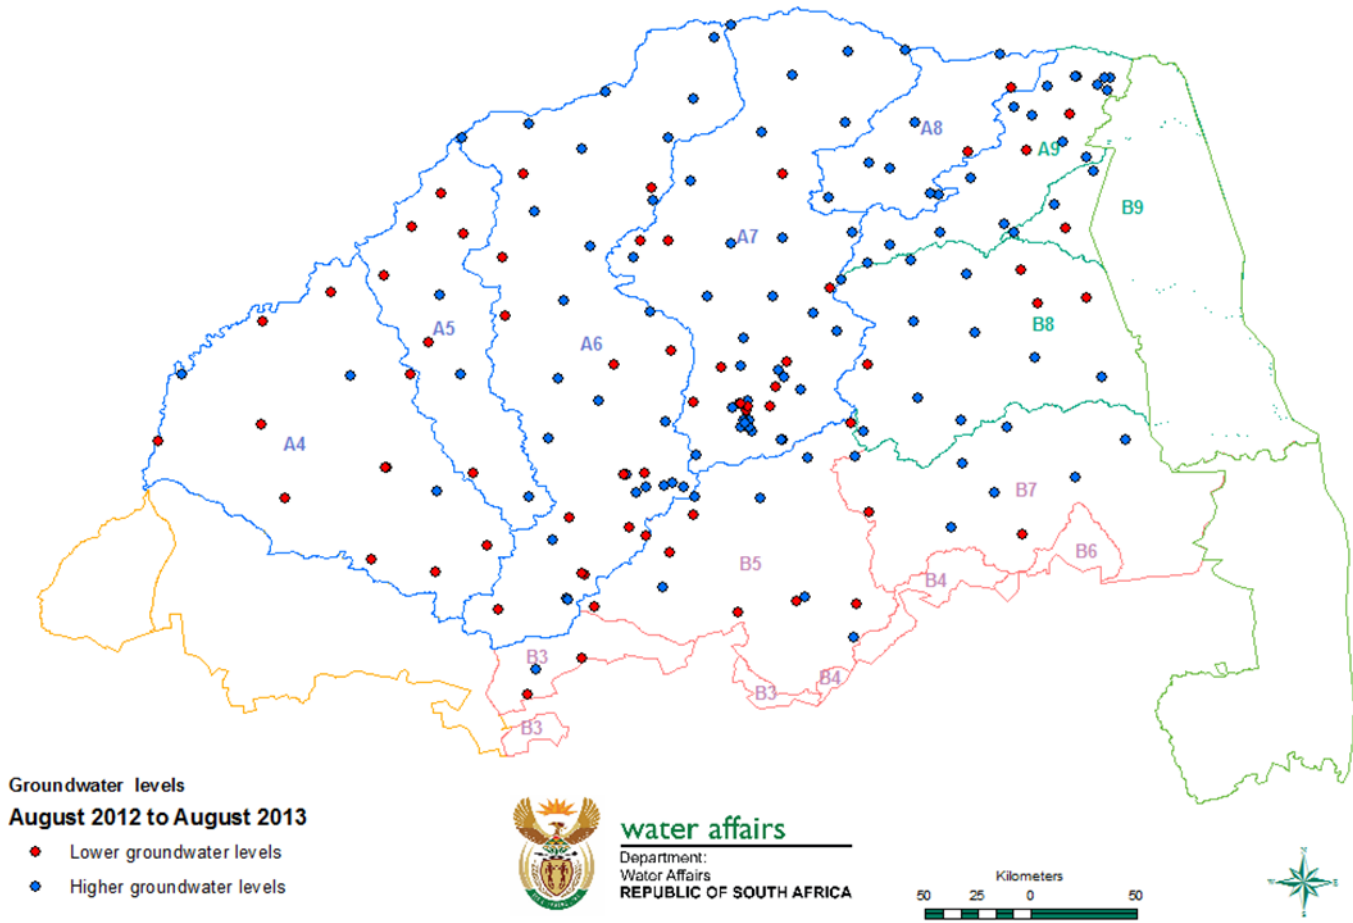 A8
A9
B9
A7
A5
A6
B8
A4
B7
B5
B6
B4
B3
B4
B3
B3
Groundwater levels
August 2012 to August 2013
Lower groundwater levels
Higher groundwater levels
water affairs
Department:
Water Affairs
REPUBLIC OF SOUTH AFRICA
Kilometers
50 25 0 50